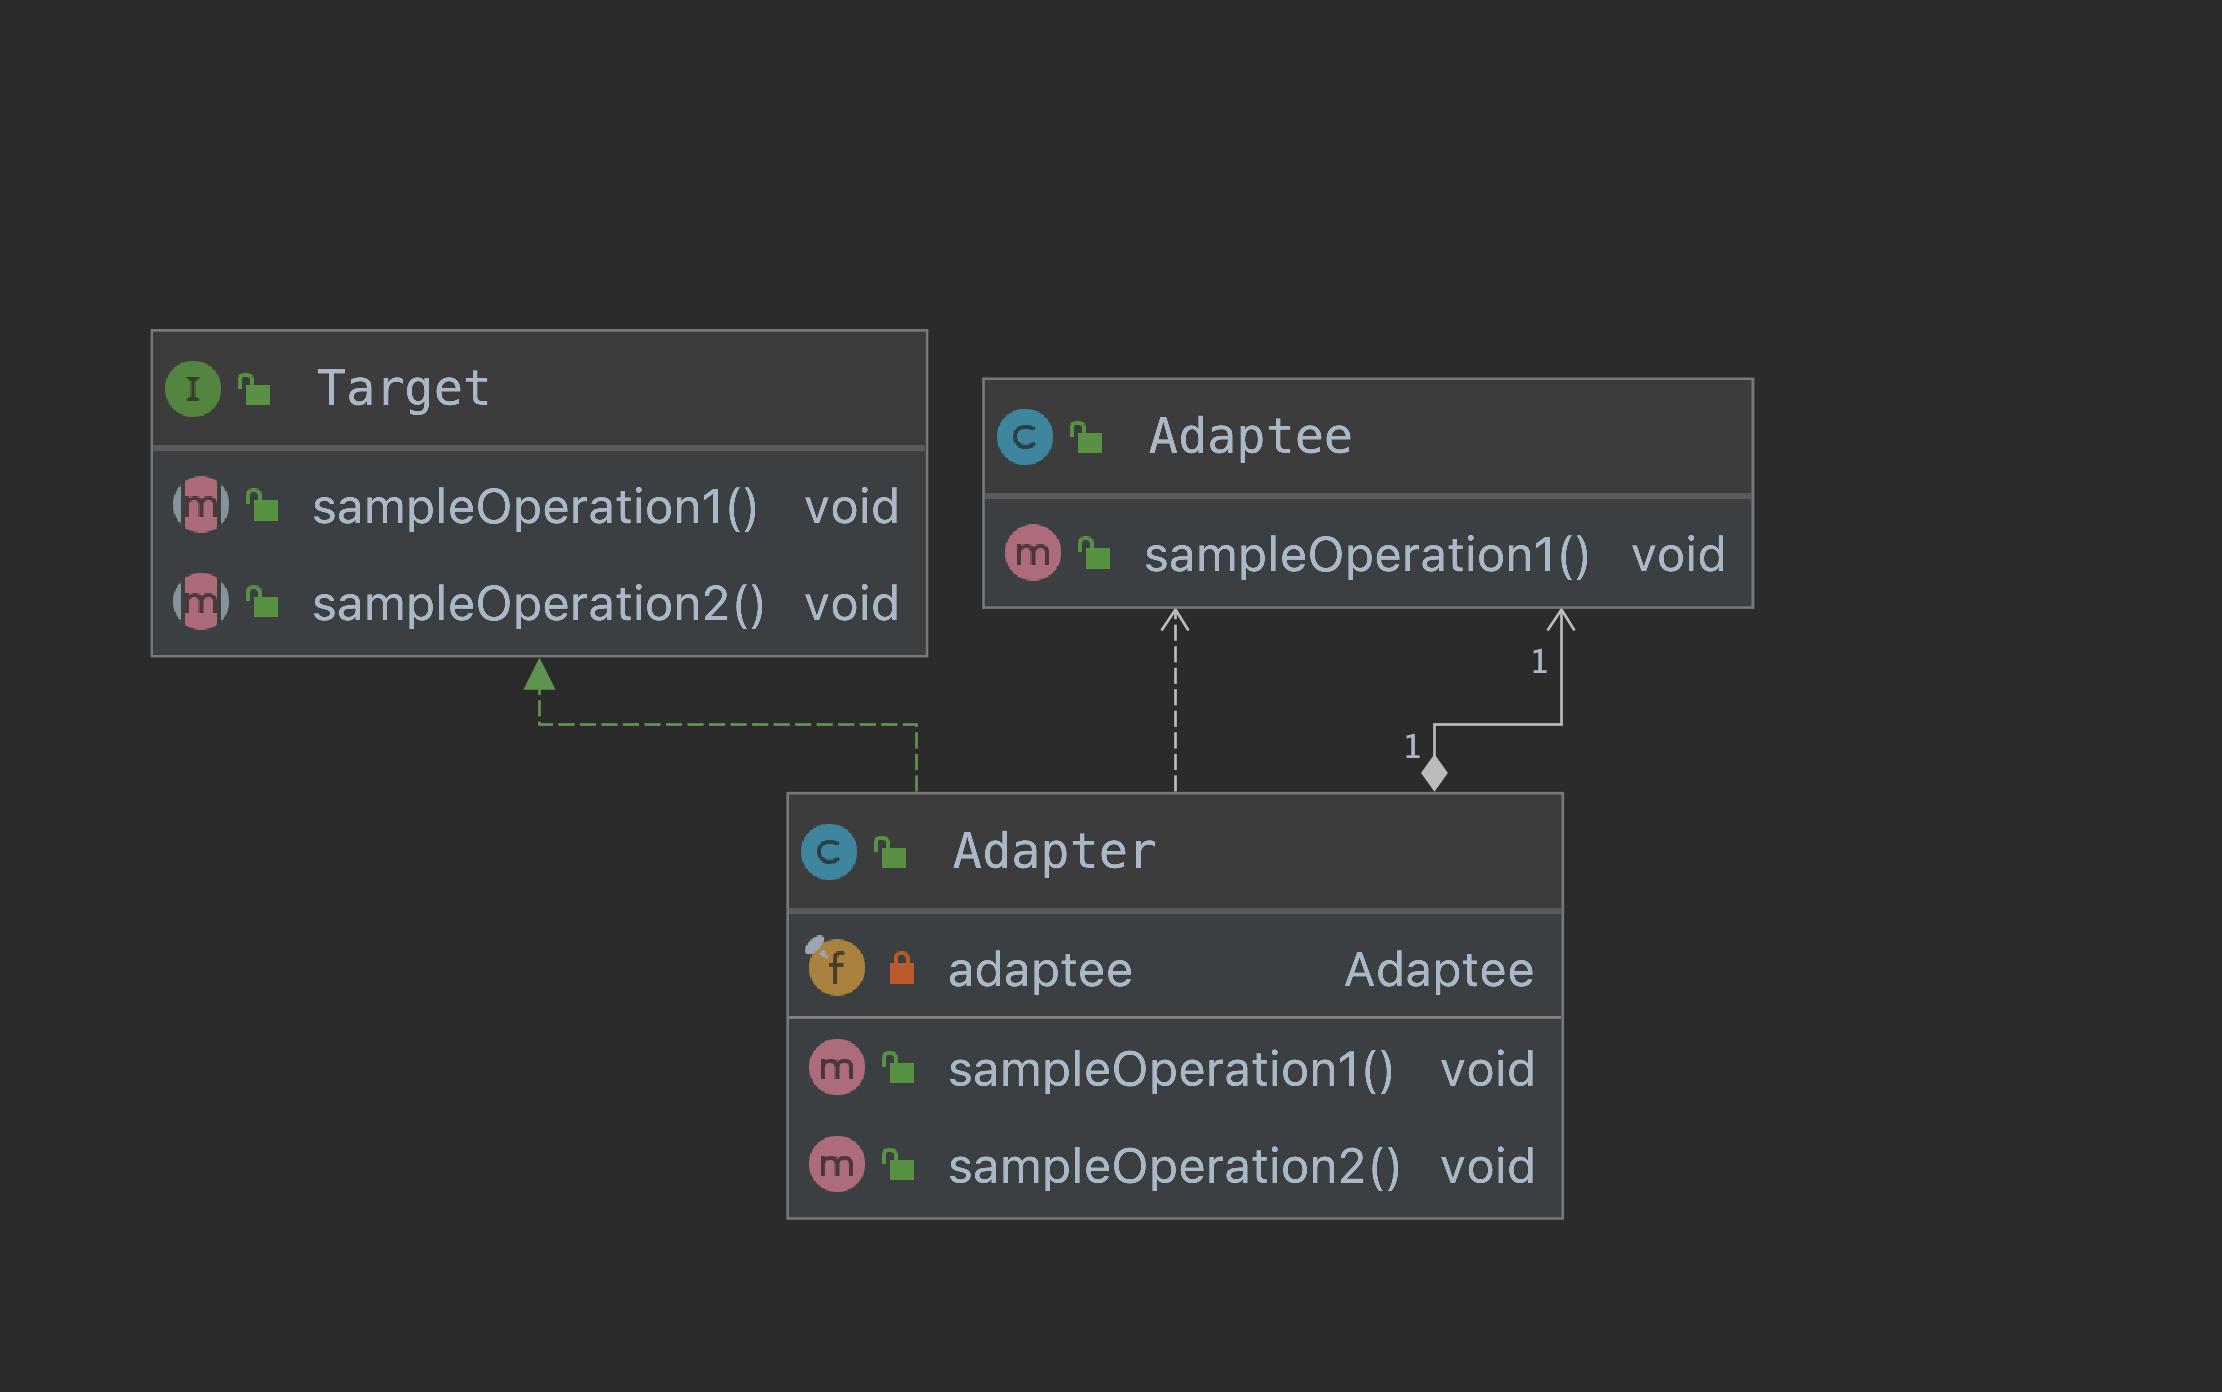 I Target
m sampleOperation1() void
m sampleOperation2() void
C Adaptee
m sampleOperation1() void
1
1
C Adapter
f adaptee Adaptee
m sampleOperation1() void
m sampleOperation2() void